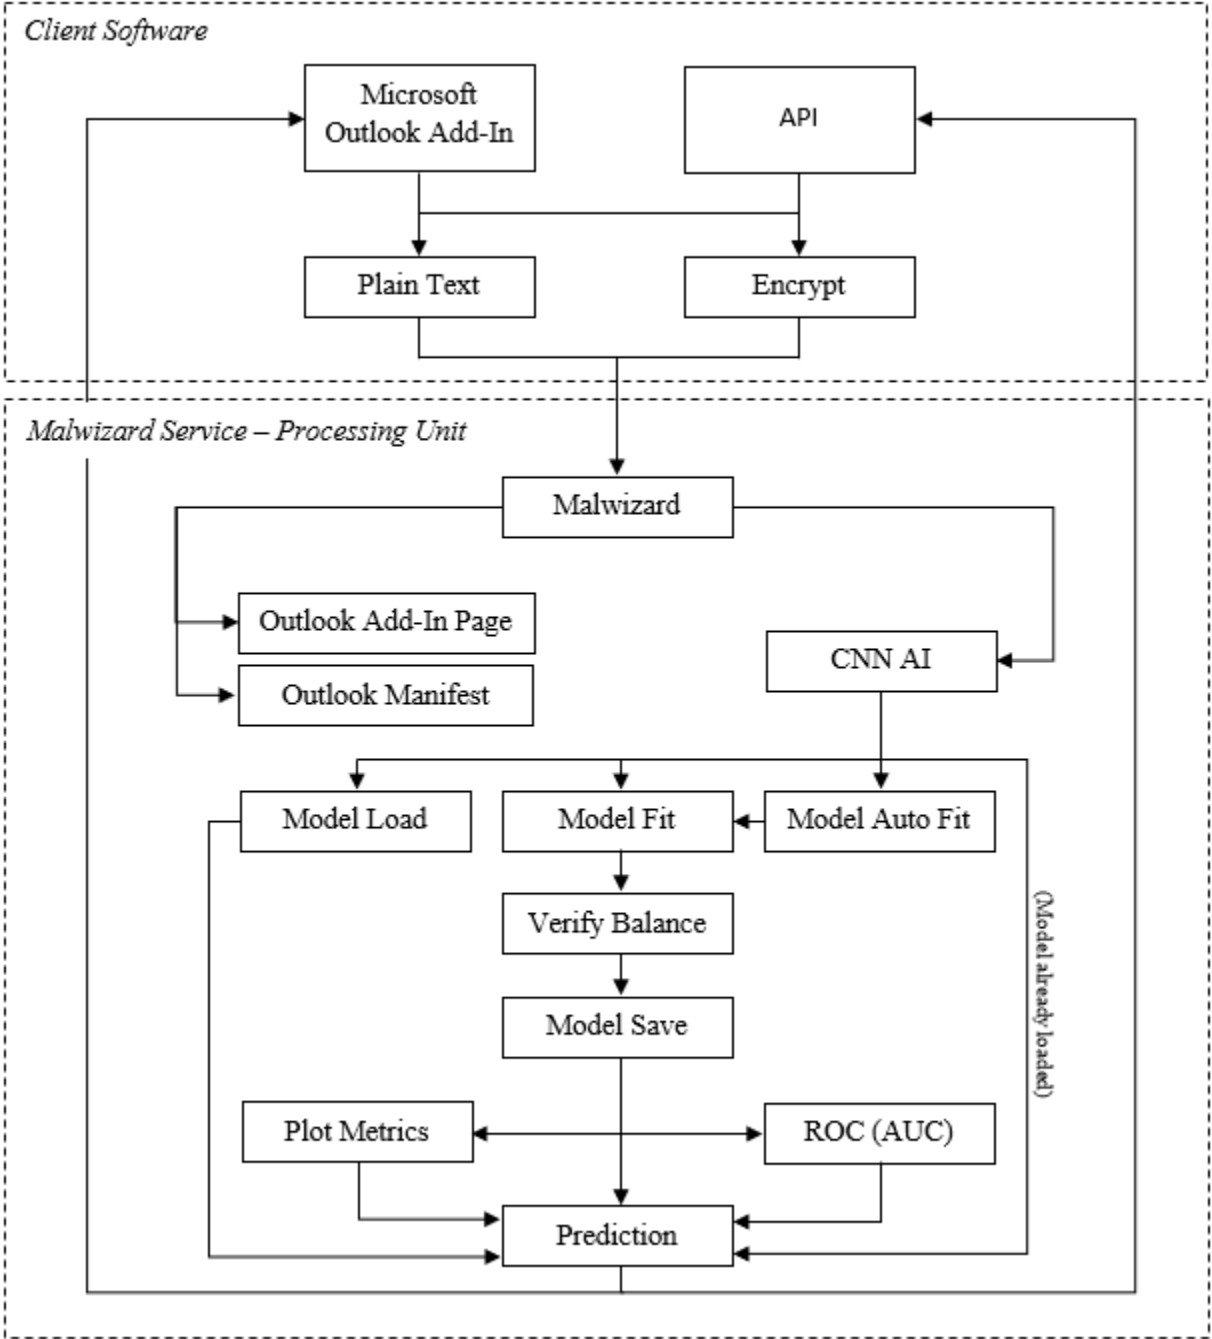 Client Software
Microsoft
Outlook Add-In
API
Plain Text
Encrypt
Malwizard Service – Processing Unit
Malwizard
Outlook Add-In Page
CNN AI
Outlook Manifest
Model Load
Model Fit
Model Auto Fit
(Model already loaded)
Verify Balance
Model Save
Plot Metrics
ROC (AUC)
Prediction